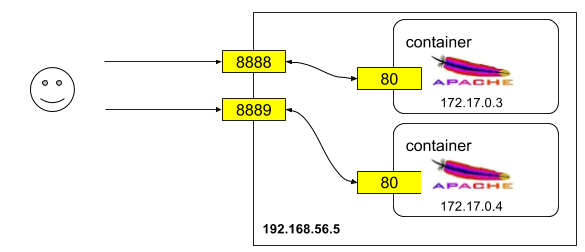 container
8888
80
APACHE
172.17.0.3
8889
container
80
APACHE
172.17.0.4
192.168.56.5